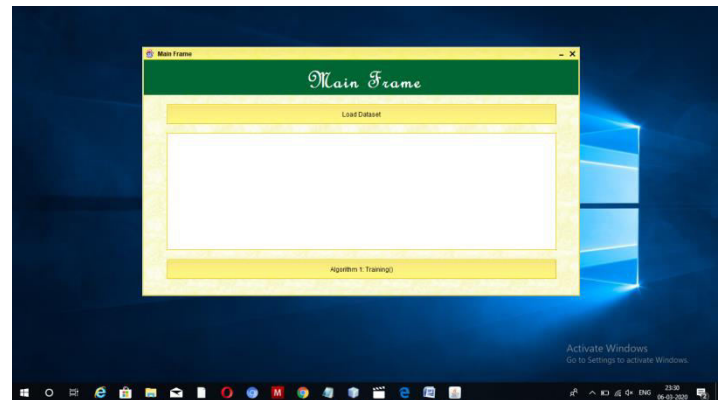 Main Frame
Main Frame
Load Dataset
Algorithm 1: Training()
Activate Windows
Go to Settings to activate Windows.
ENG
23:30
06-03-2020